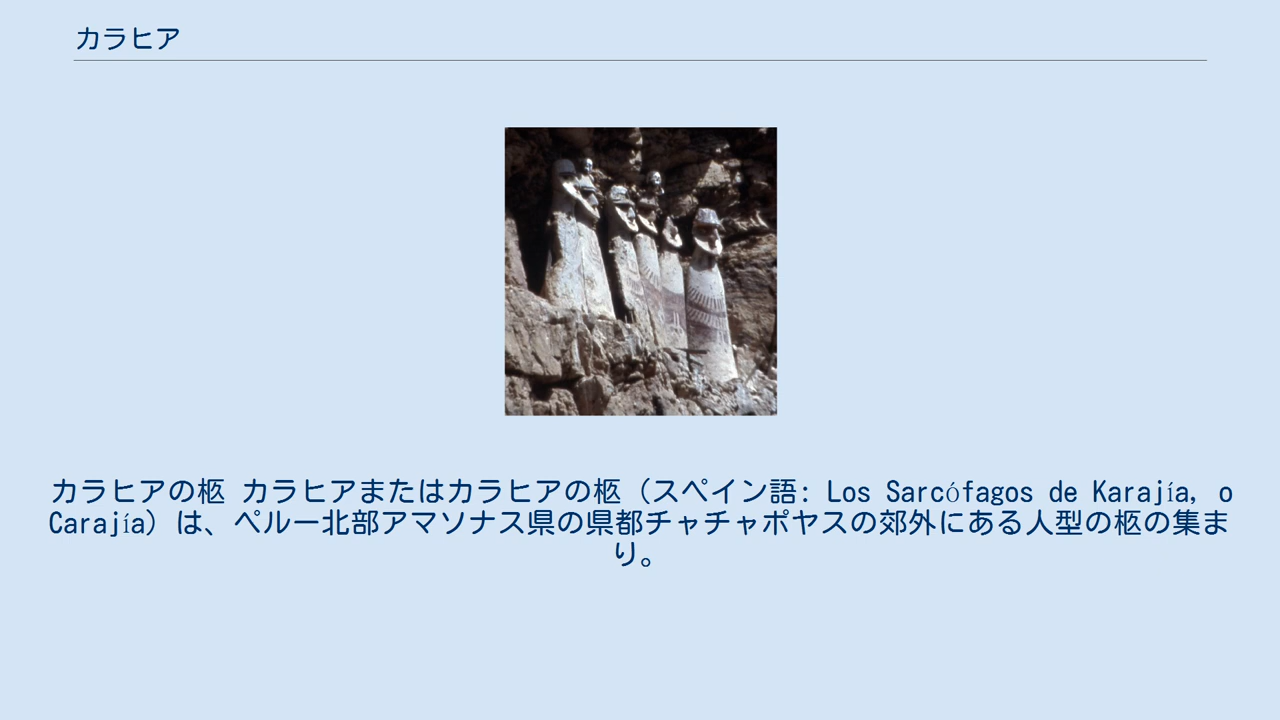 カラヒア
カラヒアの柩 カラヒアまたはカラヒアの柩（スペイン語: Los Sarcófagos de Karajía, o
Carajía）は、ペルー北部アマソナス県の県都チャチャポヤスの郊外にある人型の柩の集ま
り。